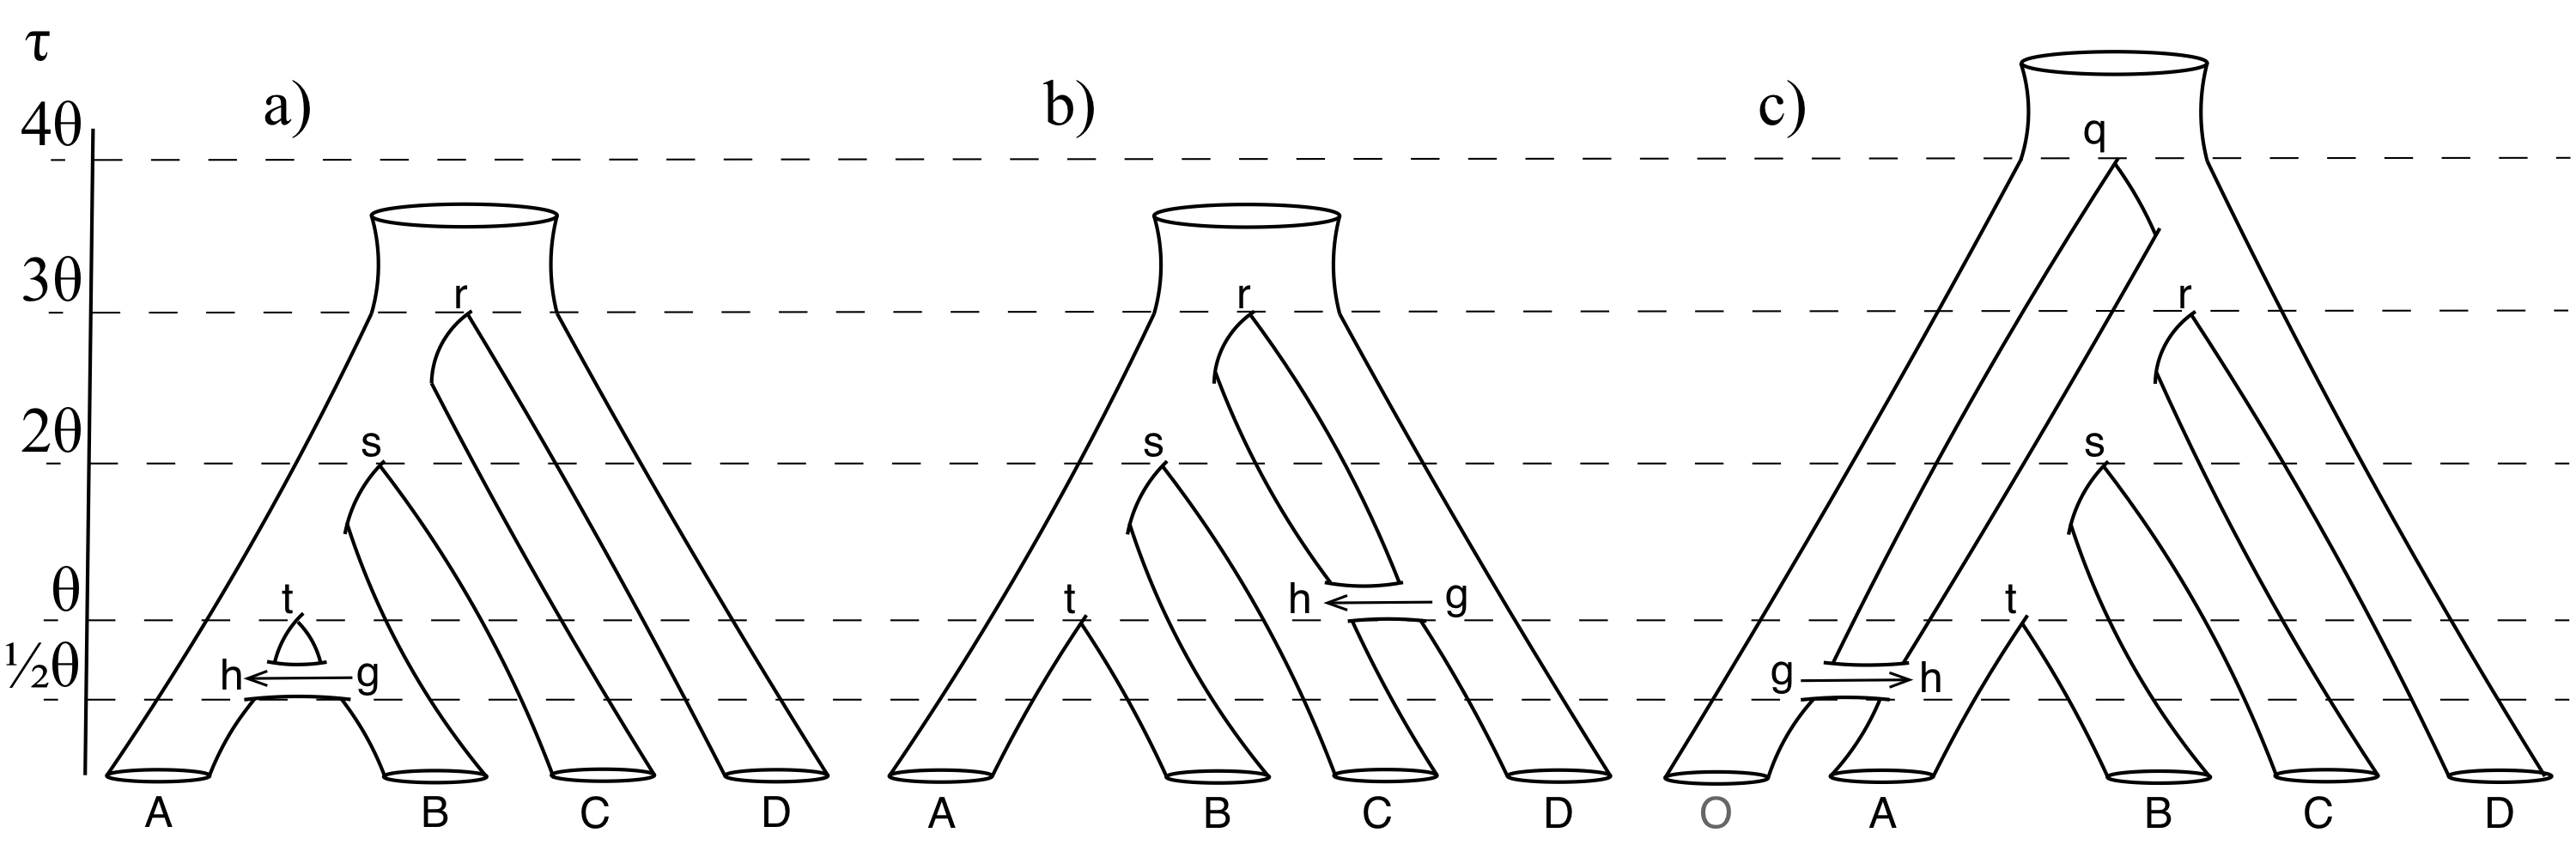 τ
4θ
3θ
2θ
θ
½θ
a)
r
s
t
h g
A B C D
b)
r
s
t
h g
A B C D
c)
q
r
s
t
g h
O A B C D